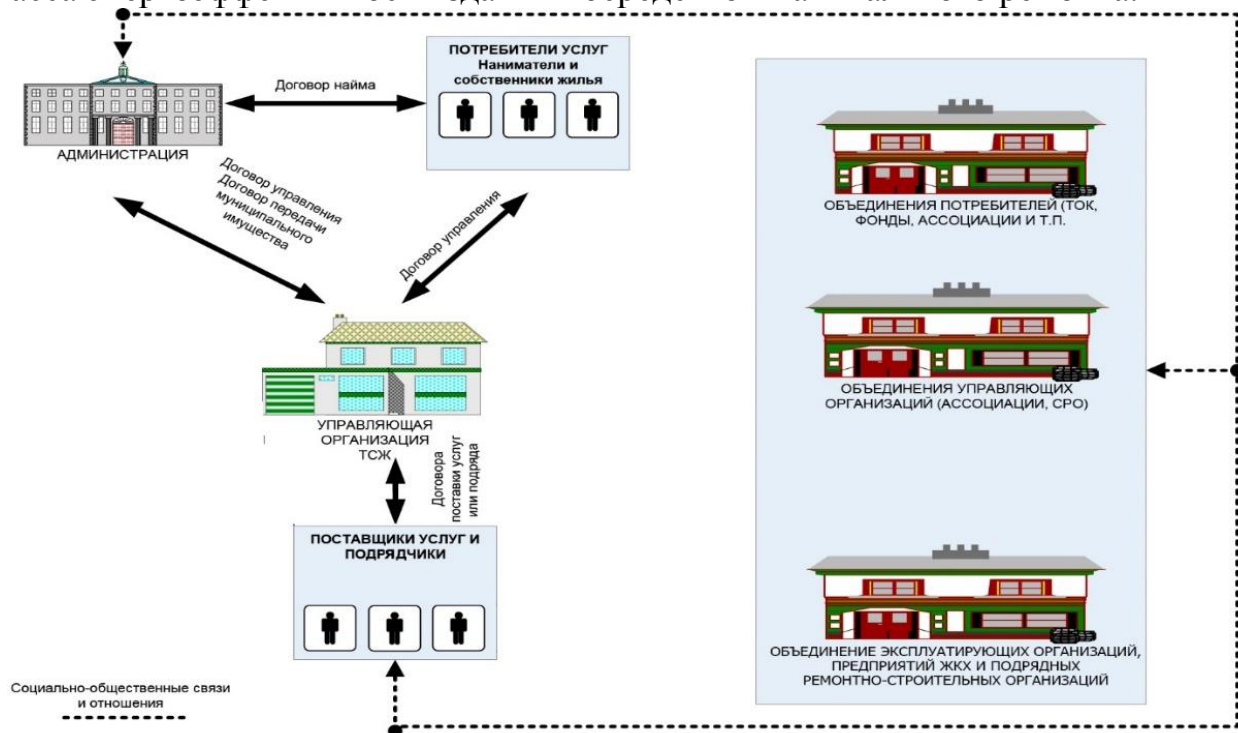 ПОТРЕБИТЕЛИ УСЛУГ
Наниматели и
собственники жилья
Договор найма
АДМИНИСТРАЦИЯ
Договор управления
Договор передачи
муниципального
имущества
Договор управления
УПРАВЛЯЮЩАЯ
ОРГАНИЗАЦИЯ
ТСЖ
Договора
поставки услуг
или подряда
ПОСТАВЩИКИ УСЛУГ И
ПОДРЯДЧИКИ
Социально-общественные связи
и отношения
ОБЪЕДИНЕНИЯ ПОТРЕБИТЕЛЕЙ (ТОК,
ФОНДЫ, АССОЦИАЦИИ И Т.П.
ОБЪЕДИНЕНИЯ УПРАВЛЯЮЩИХ
ОРГАНИЗАЦИЙ (АССОЦИАЦИИ, СРО)
ОБЪЕДИНЕНИЕ ЭКСПЛУАТИРУЮЩИХ ОРГАНИЗАЦИЙ,
ПРЕДПРИЯТИЙ ЖКХ И ПОДРЯДНЫХ
РЕМОНТНО-СТРОИТЕЛЬНЫХ ОРГАНИЗАЦИЙ